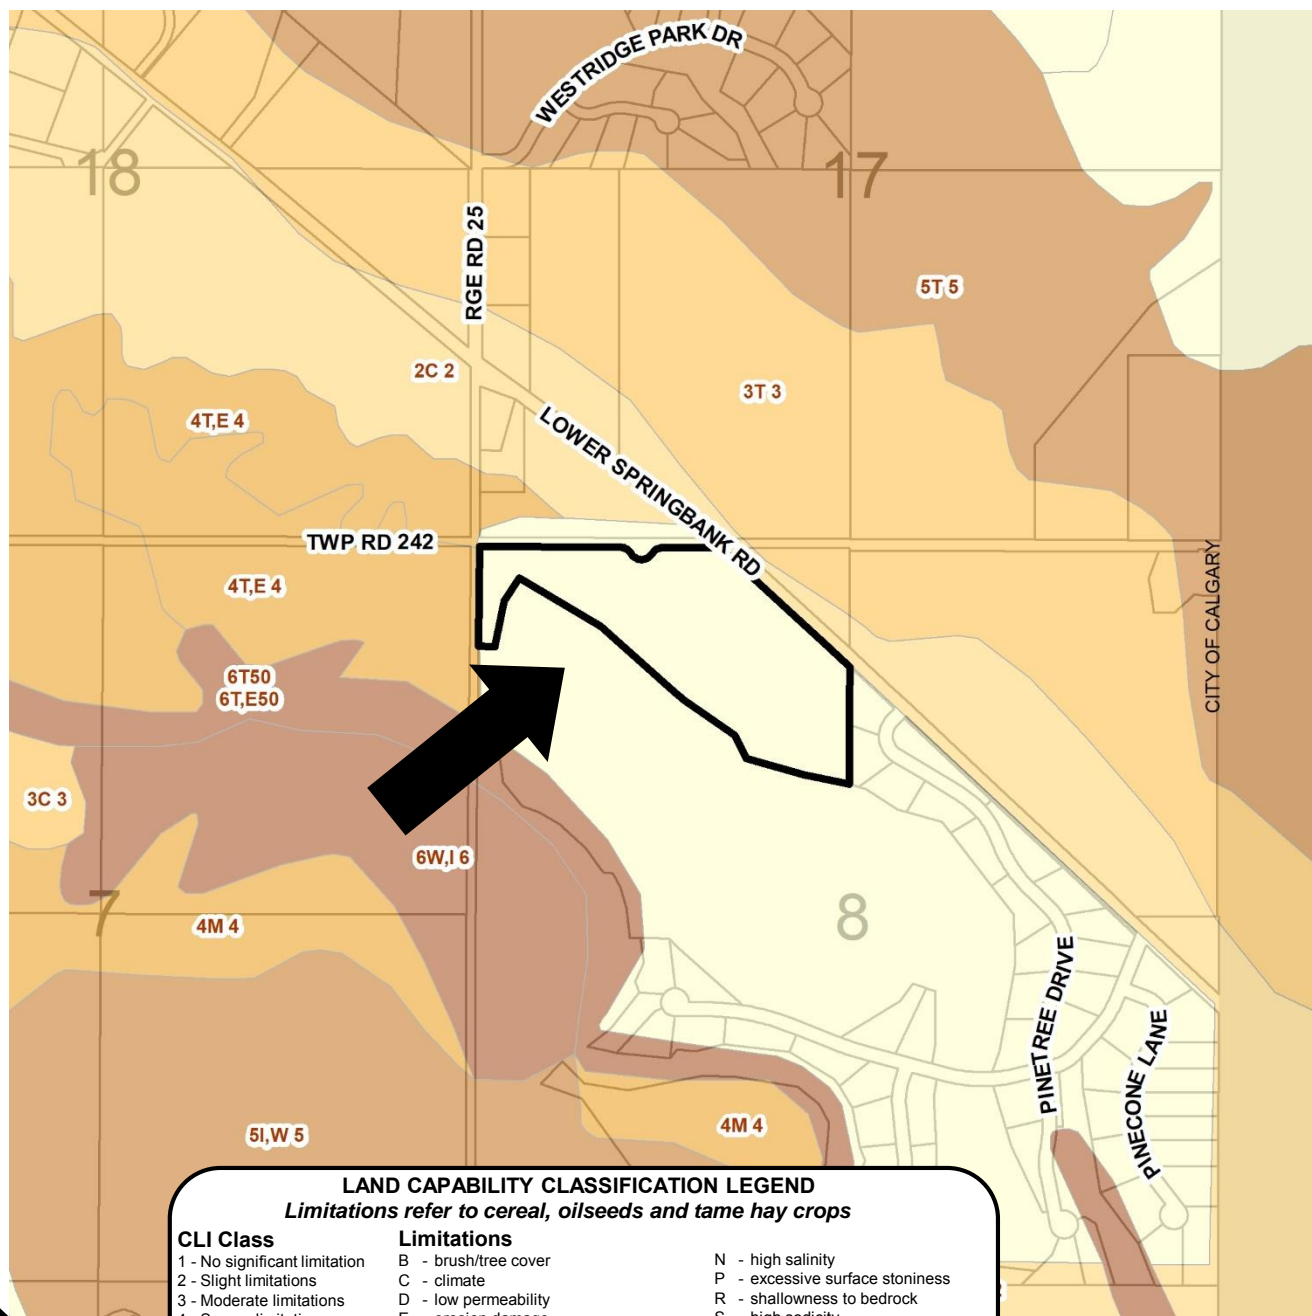 WESTRIDGE PARK DR
18
17
RGE RD 25
5T 5
2C 2
3T 3
4T,E 4
LOWER SPRINGBANK RD
TWP RD 242
CITY OF CALGARY
4T,E 4
6T50
6T,E50
3C 3
6W,I 6
7
8
4M 4
PINETREE DRIVE
PINECONE LANE
4M 4
5I,W 5
LAND CAPABILITY CLASSIFICATION LEGEND
Limitations refer to cereal, oilseeds and tame hay crops
CLI Class
Limitations
1 - No significant limitation
B - brush/tree cover
N - high salinity
2 - Slight limitations
C - climate
P - excessive surface stoniness
3 - Moderate limitations
D - low permeability
R - shallowness to bedrock